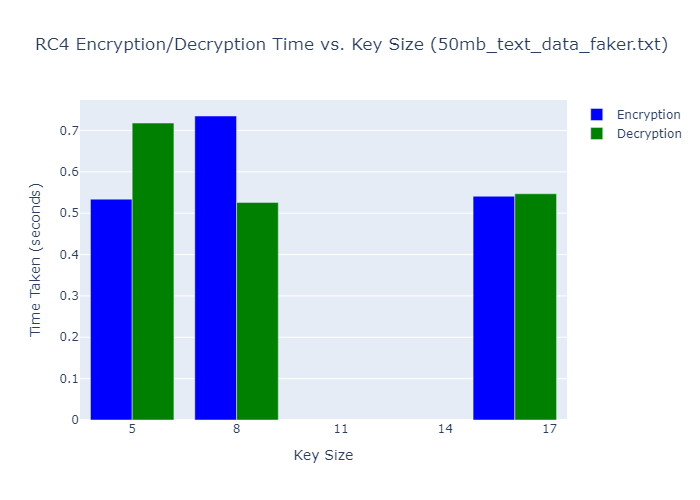 RC4 Encryption/Decryption Time vs. Key Size (50mb_text_data_faker.txt)
Encryption
Decryption
Time Taken (seconds)
0.7
0.6
0.5
0.4
0.3
0.2
0.1
0
5 8 11 14 17
Key Size